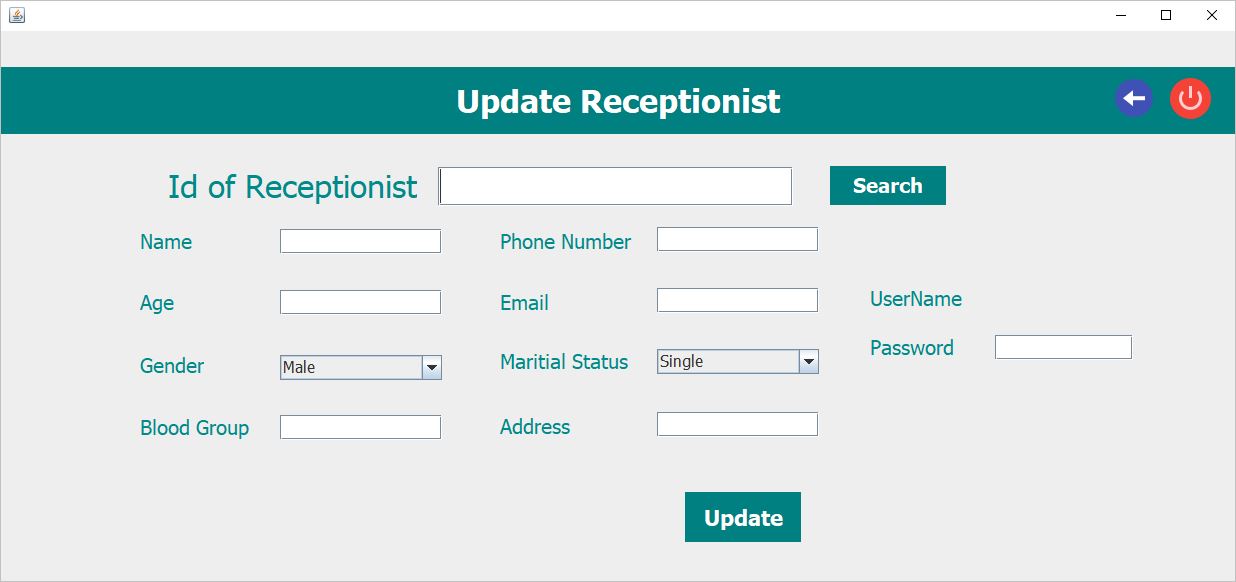 Update Receptionist
Id of Receptionist Search
Name Phone Number
Age Email UserName
Gender Male Maritial Status Single Password
Blood Group Address
Update